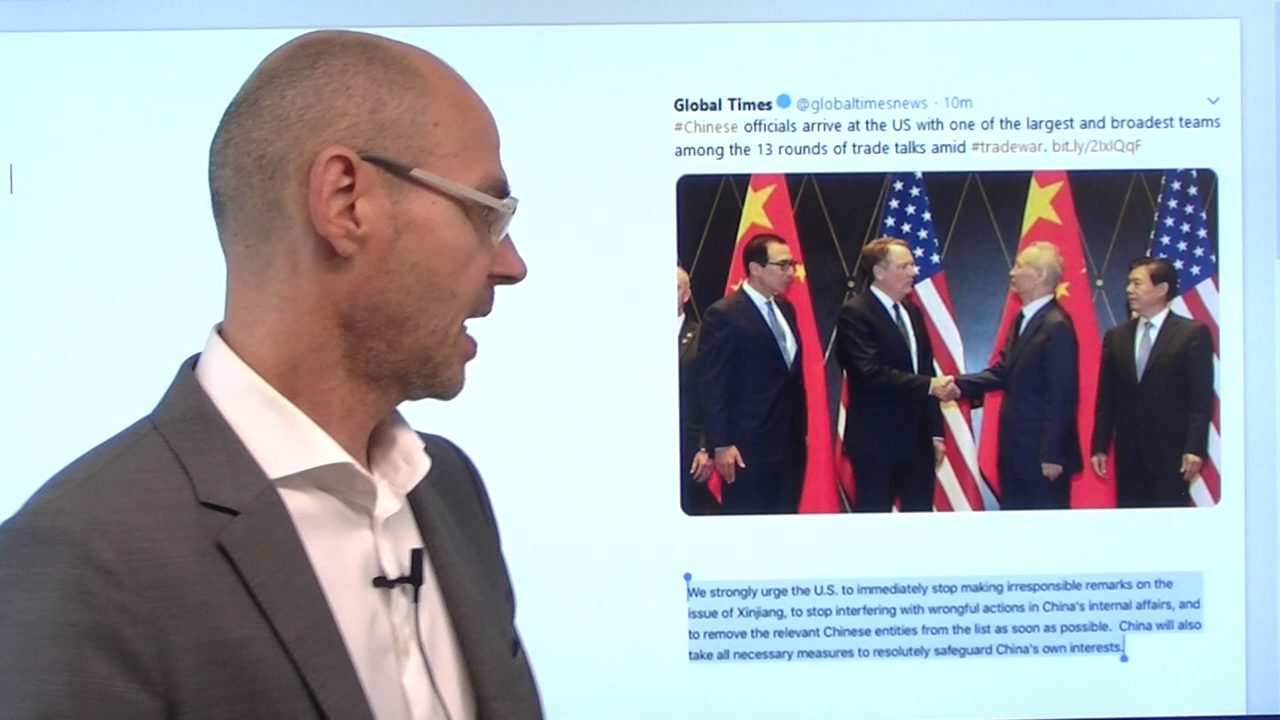 Global Times @globaltimesnews · 10m
#Chinese officials arrive at the US with one of the largest and broadest teams
among the 13 rounds of trade talks amid #tradewar. bit.ly/2IxIQqF
We strongly urge the U.S. to immediately stop making irresponsible remarks on the
issue of Xinjiang, to stop interfering with wrongful actions in China's internal affairs, and
to remove the relevant Chinese entities from the list as soon as possible. China will also
take all necessary measures to resolutely safeguard China's own interests.